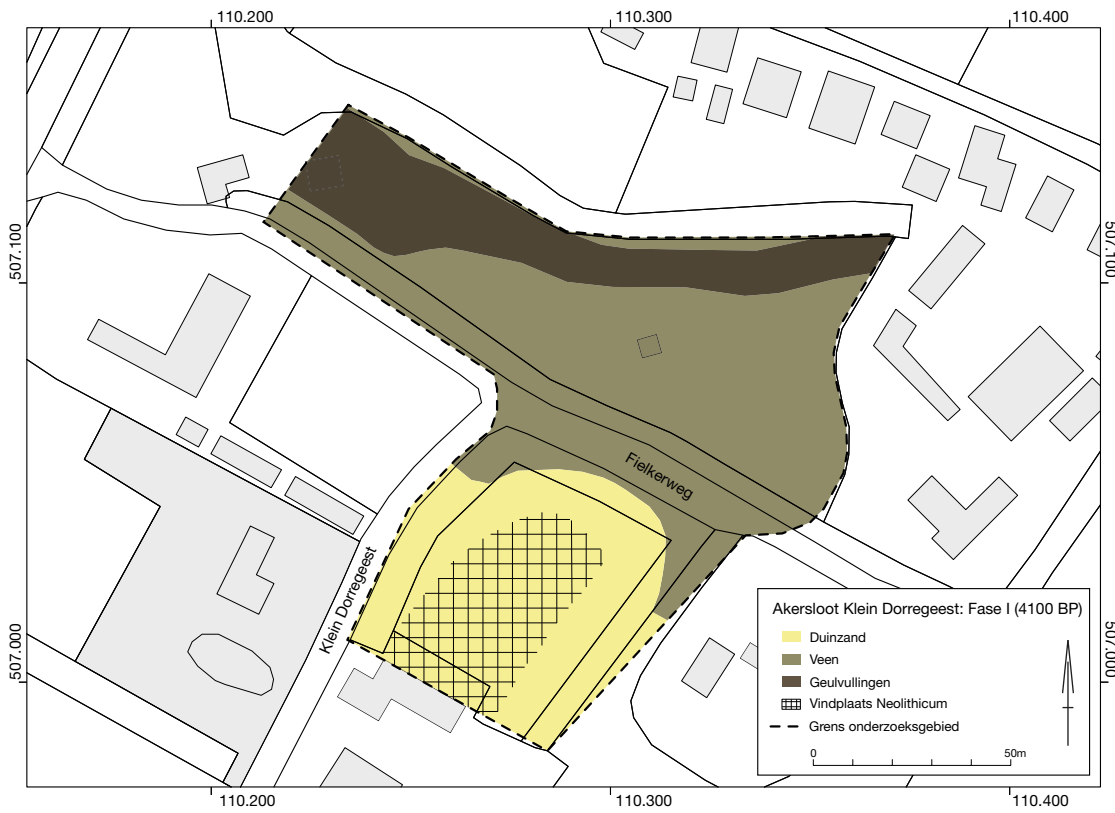 110.200
110.300
110.400
507.100
507.100
Fielkerweg
Klein Dorregeest
507.000
507.000
Akersloot Klein Dorregeest: Fase I (4100 BP)
Duinzand
Veen
Geulvullingen
Vindplaats Neolithicum
Grens onderzoeksgebied
0 50m
110.200
110.300
110.400